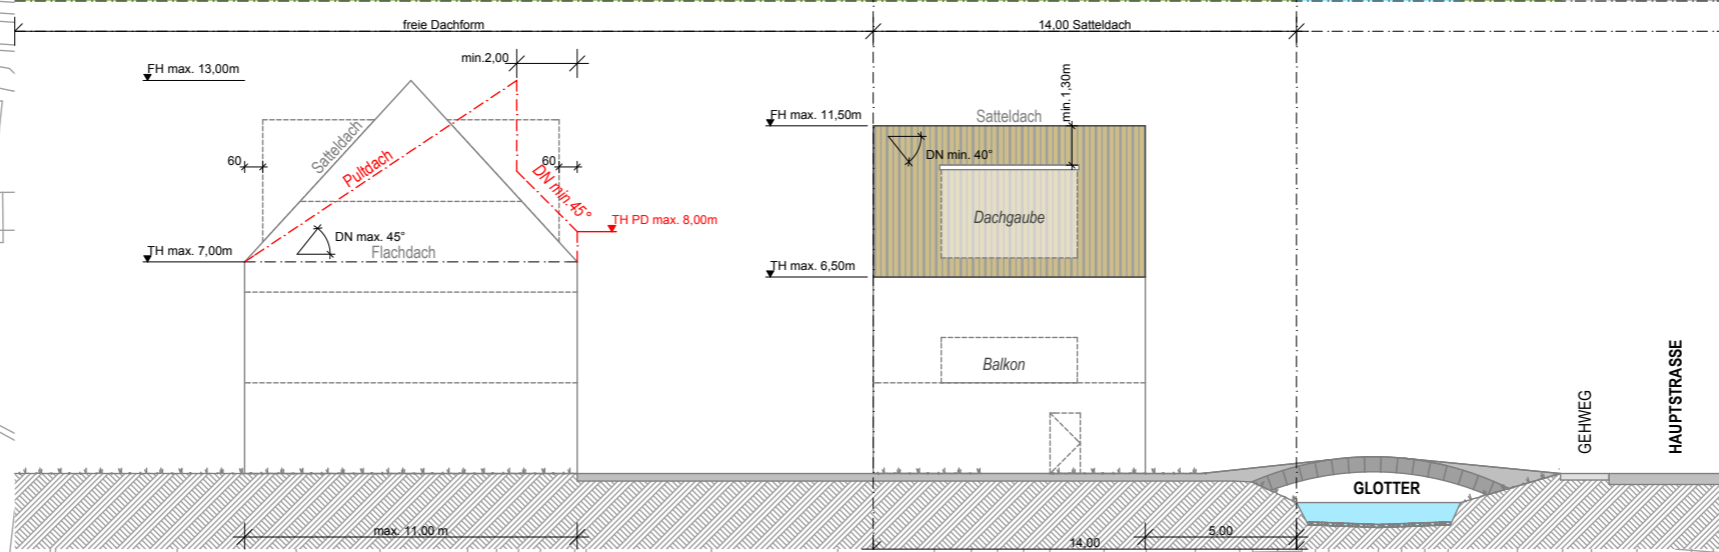 freie Dachform
14,00 Satteldach
min.2,00
FH max. 13,00m
60
Satteldach
Pultdach
60
DN min.45°
TH PD max. 8,00m
DN max. 45°
TH max. 7,00m
Flachdach
min.1,30m
FH max. 11,50m
Satteldach
DN min. 40°
Dachgaube
TH max. 6,50m
Balkon
GEHWEG
HAUPTSTRASSE
GLOTTER
max. 11,00 m
5,00
14,00